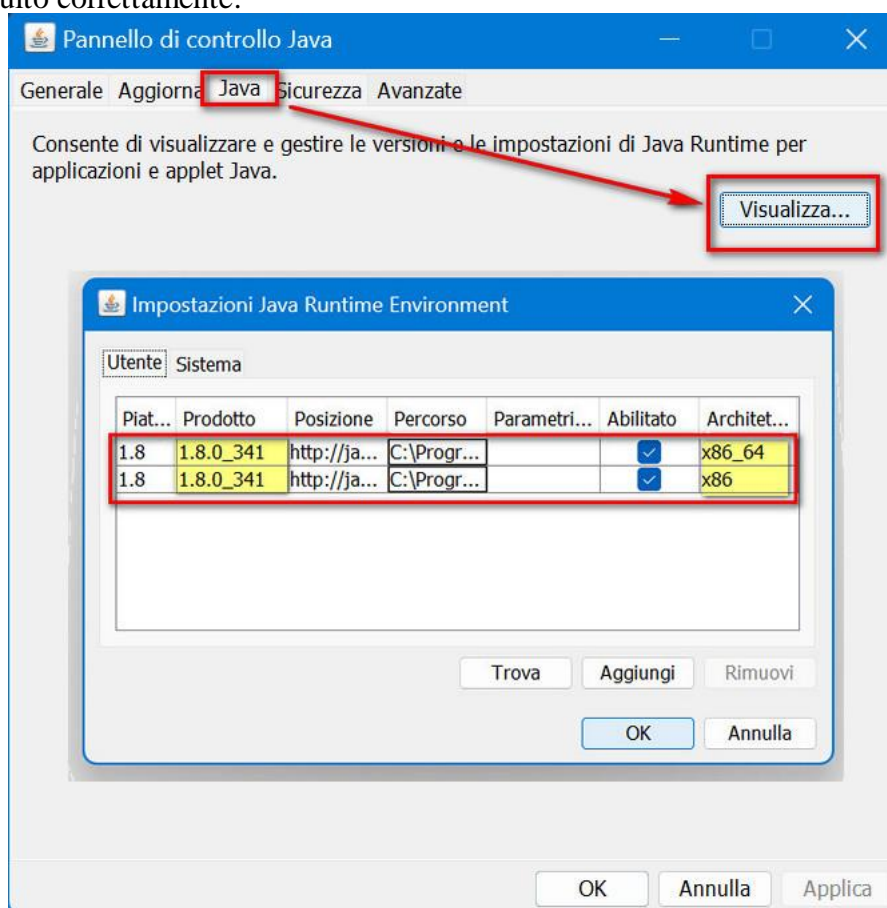 correttamente.
Pannello di controllo Java
Generale Aggiorna Java Sicurezza Avanzate
Consente di visualizzare e gestire le versioni e le impostazioni di Java Runtime per
applicazioni e applet Java.
Visualizza...
Impostazioni Java Runtime Environment
Utente Sistema
Piat... Prodotto Posizione Percorso Parametri... Abilitato Architet...
1.8 1.8.0_341 http://ja... C:\Progr... x86_64
1.8 1.8.0_341 http://ja... C:\Progr... x86
Trova Aggiungi Rimuovi
OK Annulla
OK Annulla Applica